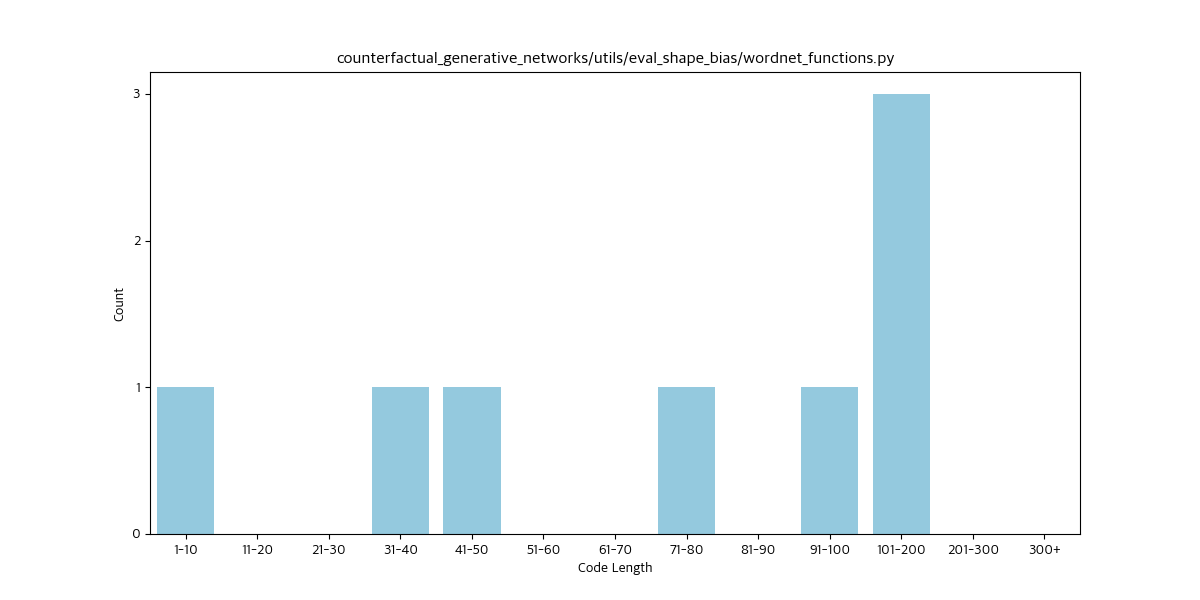 counterfactual_generative_networks/utils/eval_shape_bias/wordnet_functions.py
3
2
1
0
Count
1-10 11-20 21-30 31-40 41-50 51-60 61-70 71-80 81-90 91-100 101-200 201-300 300+
Code Length